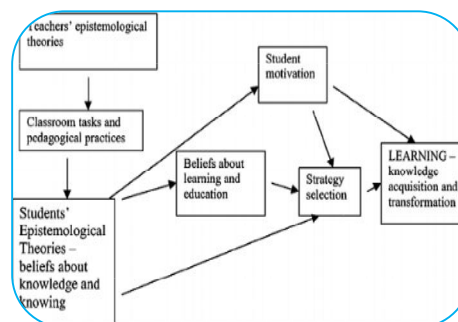 Teachers' epistemological
theories
Student
motivation
Classroom tasks and
pedagogical practices
Beliefs about
learning and
education
Strategy
selection
LEARNING –
knowledge
acquisition and
transformation
Students'
Epistemological
Theories –
beliefs about
knowledge and
knowing